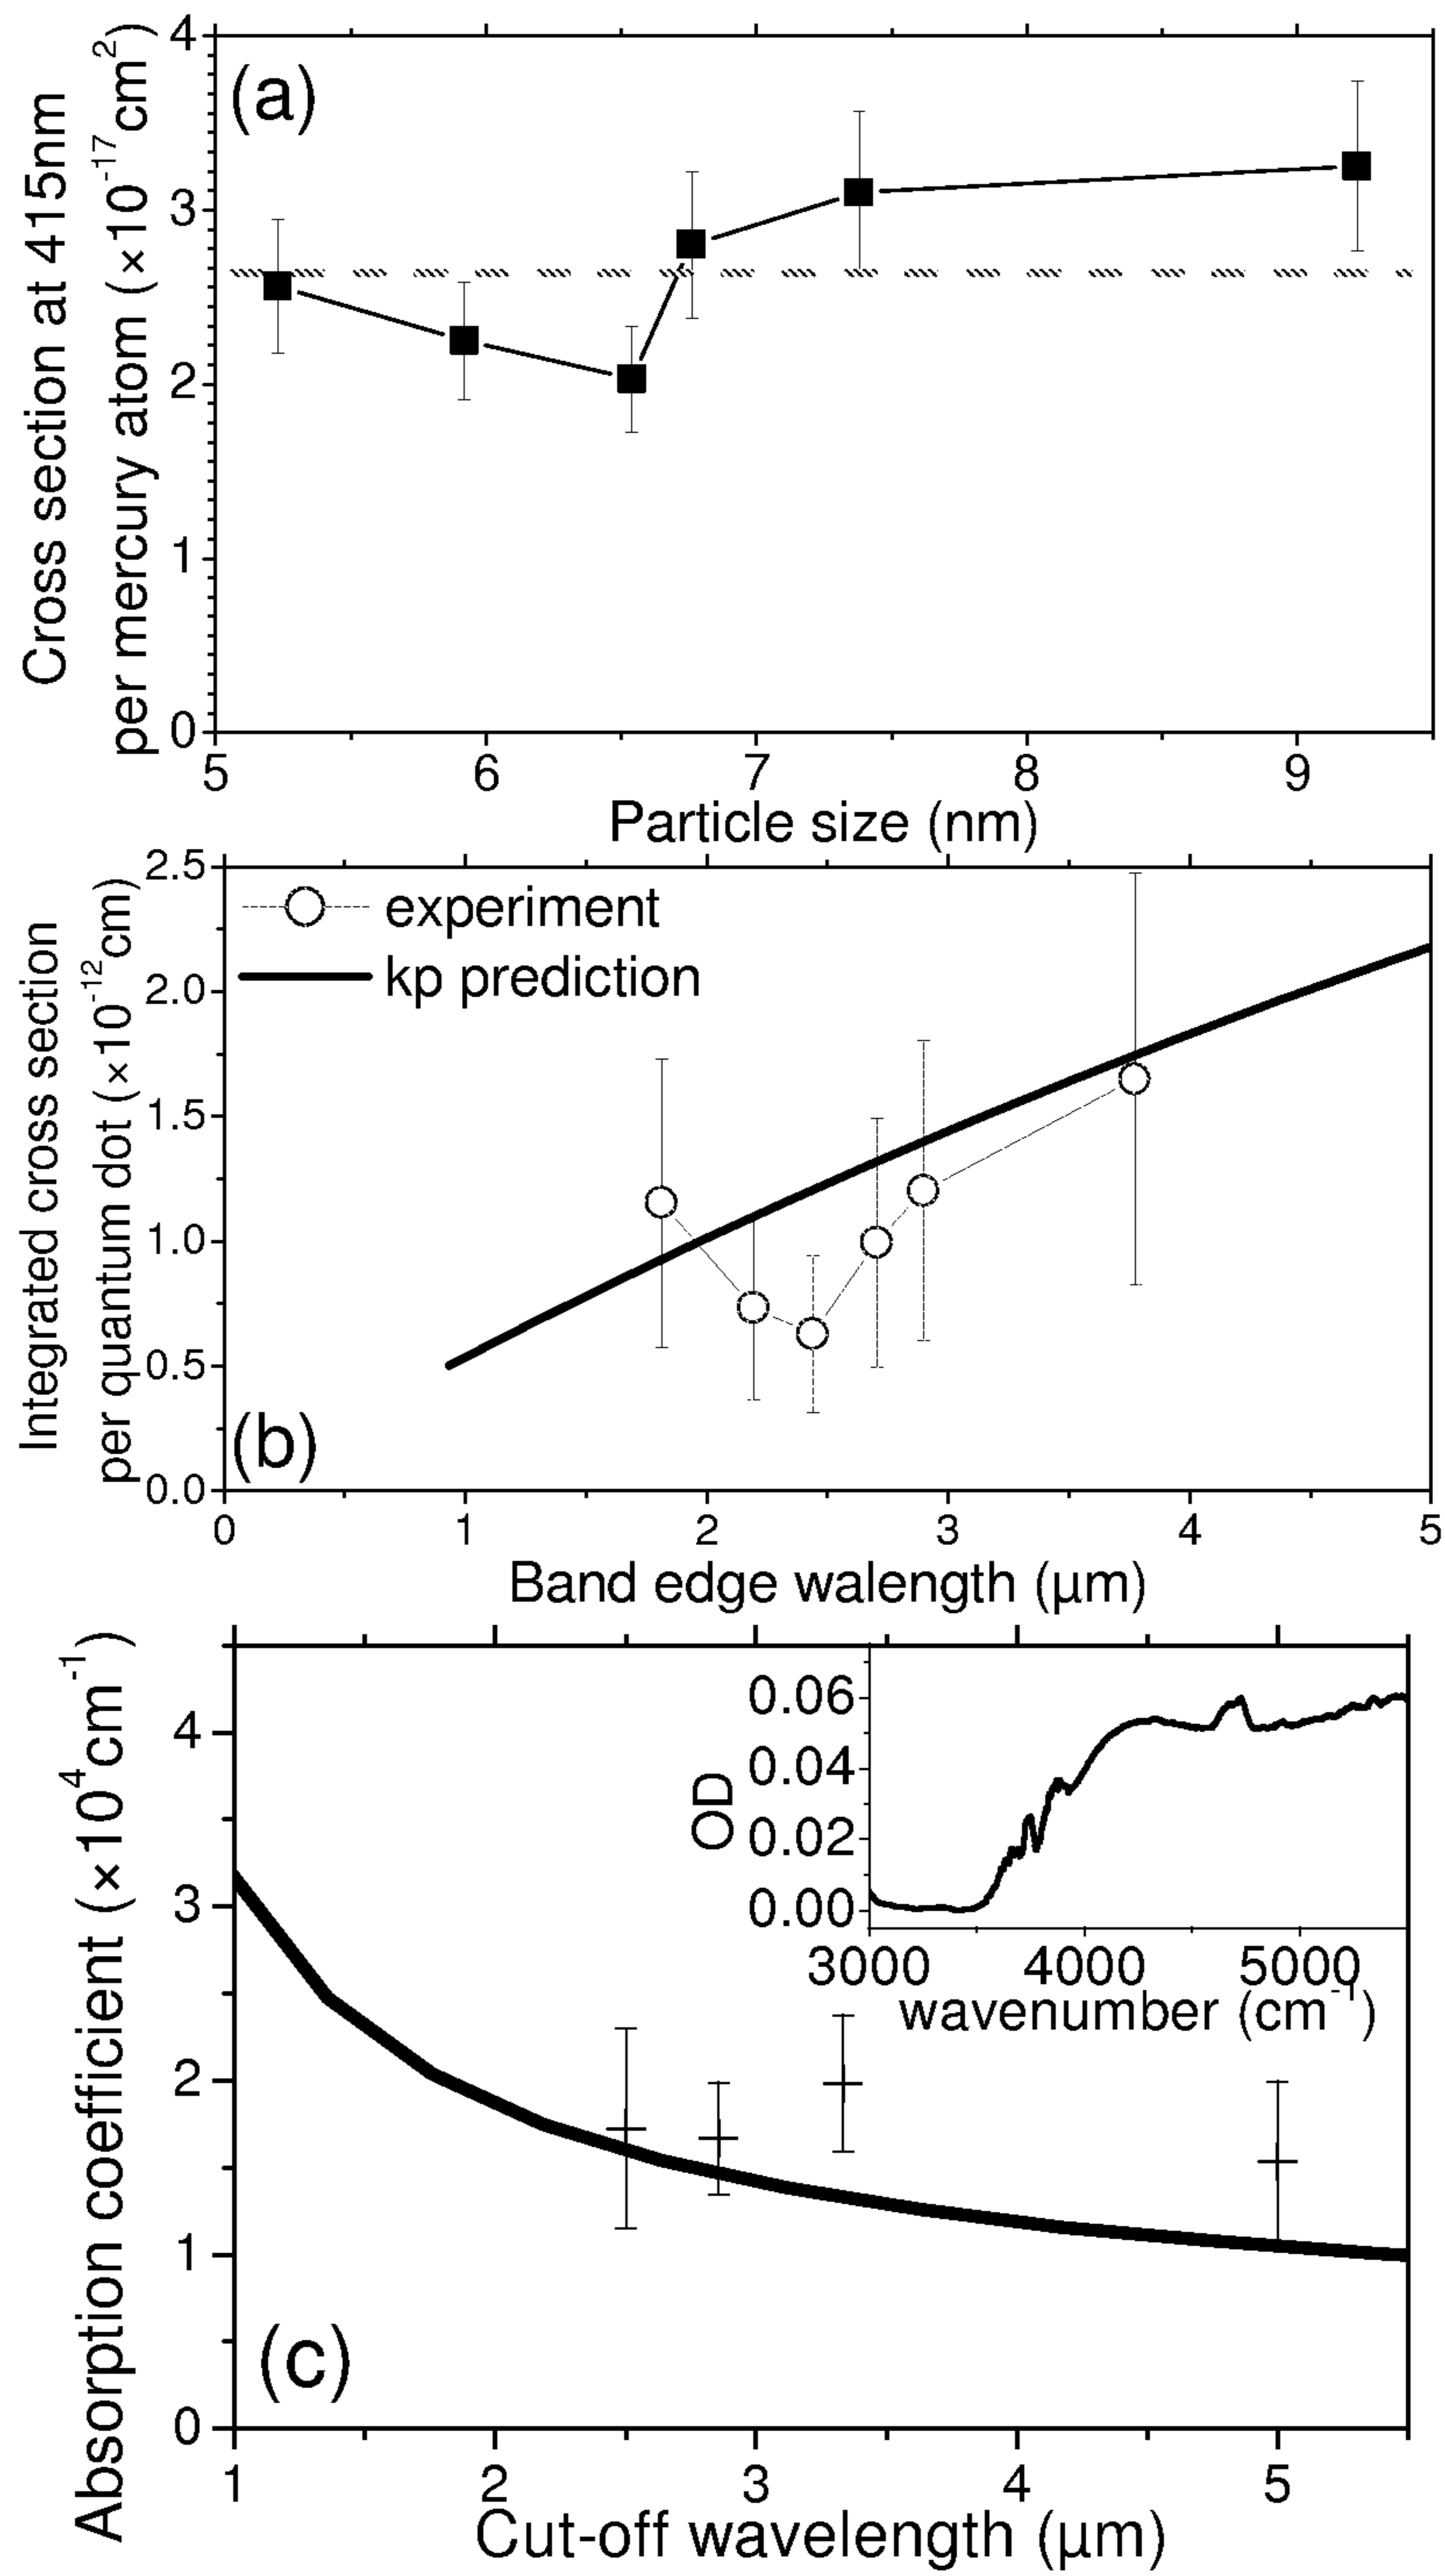 (a)
Cross section at 415nm
per mercury atom (×10⁻¹⁷cm²)
4
3
2
1
0
5 6 7 8 9
Particle size (nm)
(b)
Integrated cross section
per quantum dot (×10⁻¹²cm)
2.5
2.0
1.5
1.0
0.5
0.0
experiment
kp prediction
0 1 2 3 4 5
Band edge walength (μm)
(c)
Absorption coefficient (×10⁴cm⁻¹)
4
3
2
1
0
OD
0.06
0.04
0.02
0.00
3000 4000 5000
wavenumber (cm⁻¹)
1 2 3 4 5
Cut-off wavelength (μm)